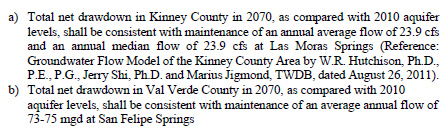 a) Total net drawdown in Kinney County in 2070, as compared with 2010 aquifer
levels, shall be consistent with maintenance of an annual average flow of 23.9 cfs
and an annual median flow of 23.9 cfs at Las Moras Springs (Reference:
Groundwater Flow Model of the Kinney County Area by W.R. Hutchison, Ph.D.,
P.E., P.G., Jerry Shi, Ph.D. and Marius Jigmond, TWDB, dated August 26, 2011).
b) Total net drawdown in Val Verde County in 2070, as compared with 2010
aquifer levels, shall be consistent with maintenance of an average annual flow of
73-75 mgd at San Felipe Springs